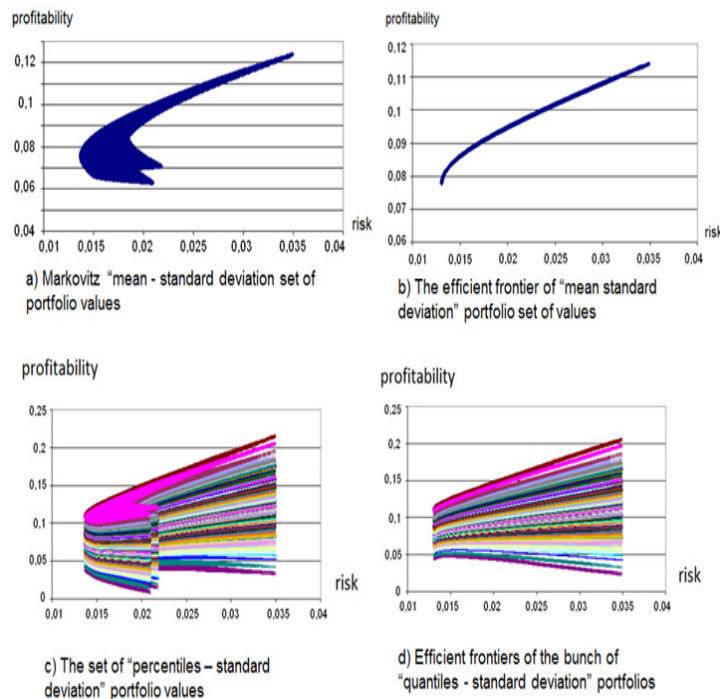 profitability
0,12
0,1
0,08
0,06
0,04
risk
0,01 0,015 0,02 0,025 0,03 0,035 0,04
a) Markovitz “mean - standard deviation set of
portfolio values
profitability
0,12
0,11
0,10
0,09
0,08
0,07
0,06
risk
0,01 0,015 0,02 0,025 0,03 0,035 0,04
b) The efficient frontier of “mean standard
deviation” portfolio set of values
profitability
0,25
0,2
0,15
0,1
0,05
0
risk
0,01 0,015 0,02 0,025 0,03 0,035 0,04
c) The set of “percentiles – standard
deviation” portfolio values
profitability
0,25
0,2
0,15
0,1
0,05
0
risk
0,01 0,015 0,02 0,025 0,03 0,035 0,04
d) Efficient frontiers of the bunch of
“quantiles - standard deviation” portfolios